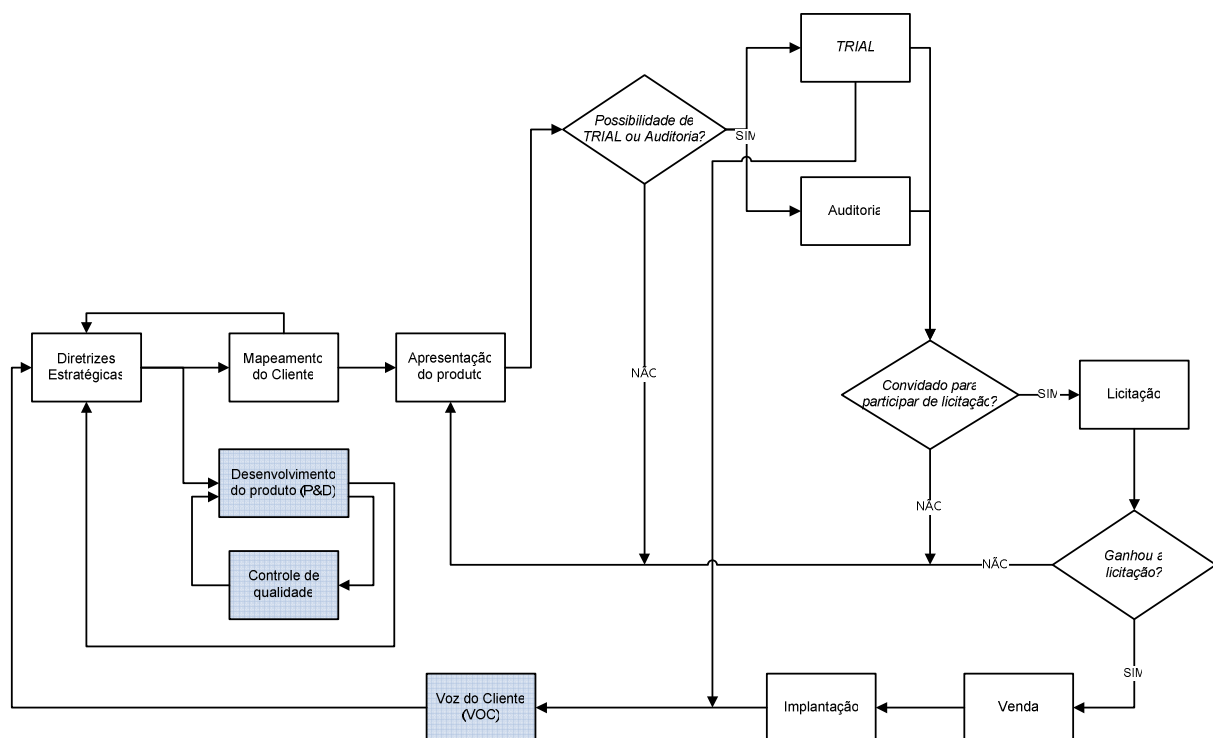 TRIAL
Possibilidade de
TRIAL ou Auditoria?
SIM
Auditoria
Diretrizes
Estratégicas
Mapeamento
do Cliente
Apresentação
do produto
NÃO
Convidado para
participar de licitação?
SIM
Licitação
Desenvolvimento
do produto (P&D)
NÃO
Controle de
qualidade
NÃO
Ganhou a
licitação?
SIM
Voz do Cliente
(VOC)
Implantação
Venda